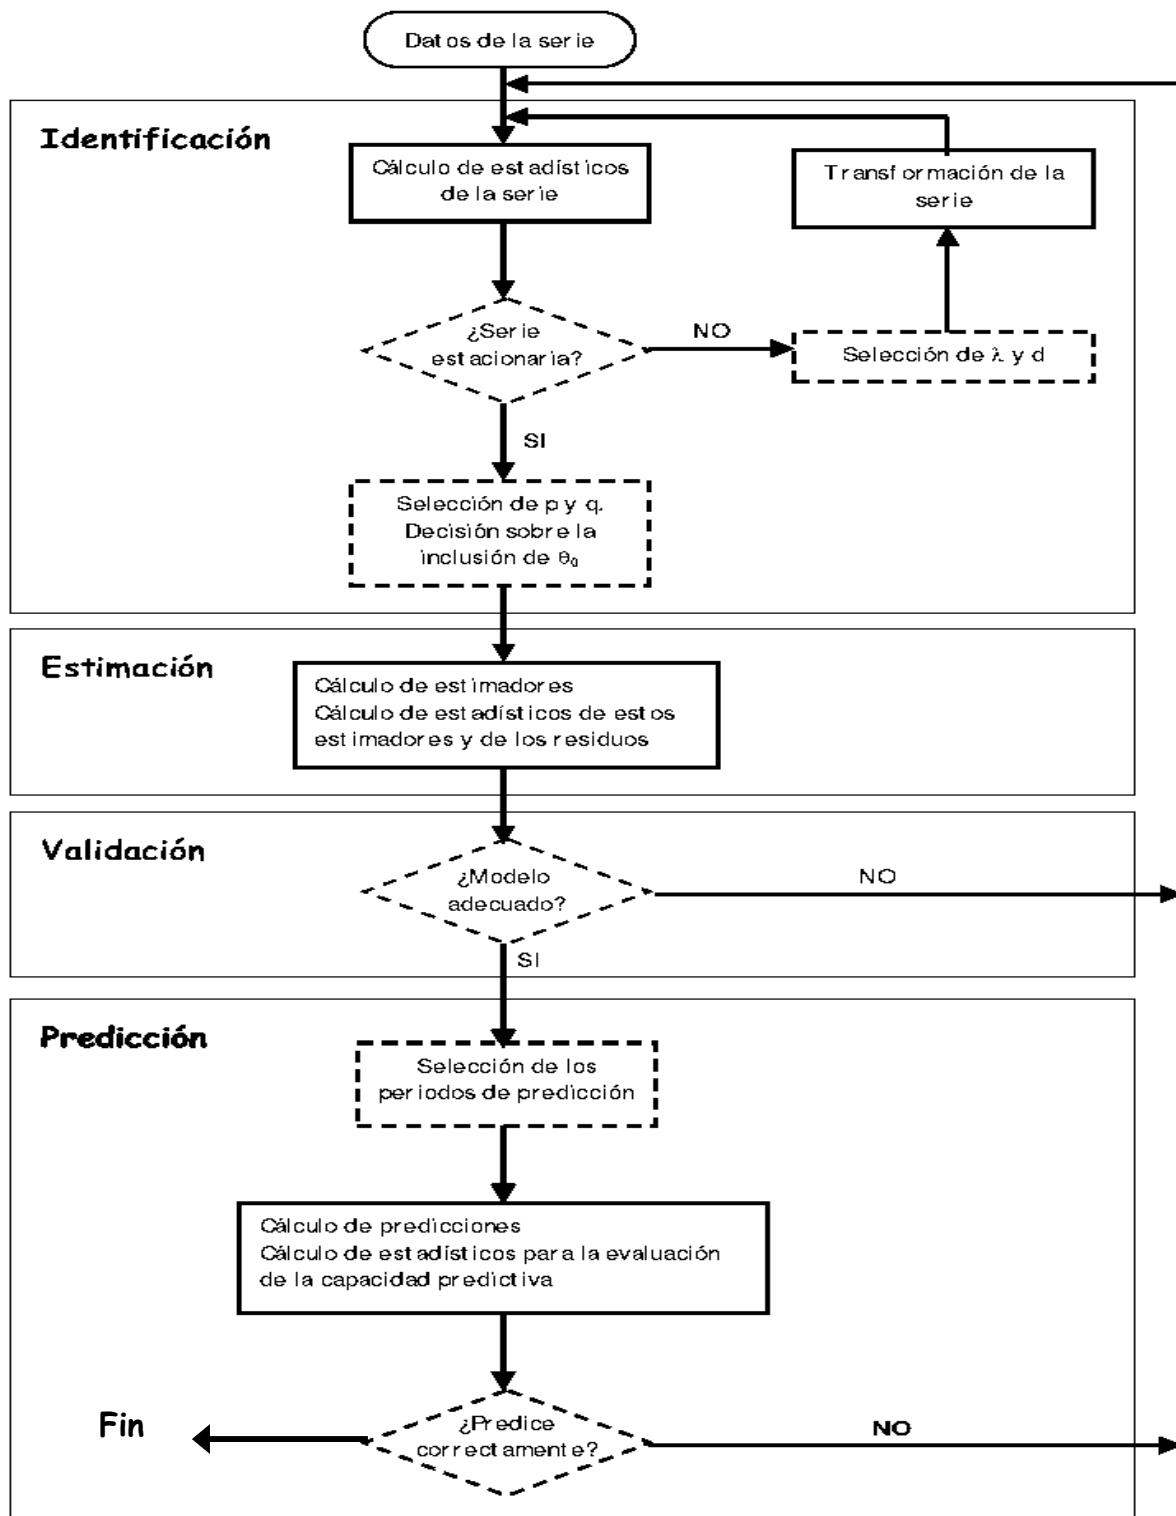 Datos de la serie
Identificación
Cálculo de estadísticos
de la serie
Transformación de la
serie
¿Serie
estacionaria?
NO
Selección de λ y d
SI
Selección de p y q.
Decisión sobre la
inclusión de θ₀
Estimación
Cálculo de estimadores
Cálculo de estadísticos de estos
estimadores y de los residuos
Validación
¿Modelo
adecuado?
NO
SI
Predicción
Selección de los
periodos de predicción
Cálculo de predicciones
Cálculo de estadísticos para la evaluación
de la capacidad predictiva
Fin
¿Predice
correctamente?
NO